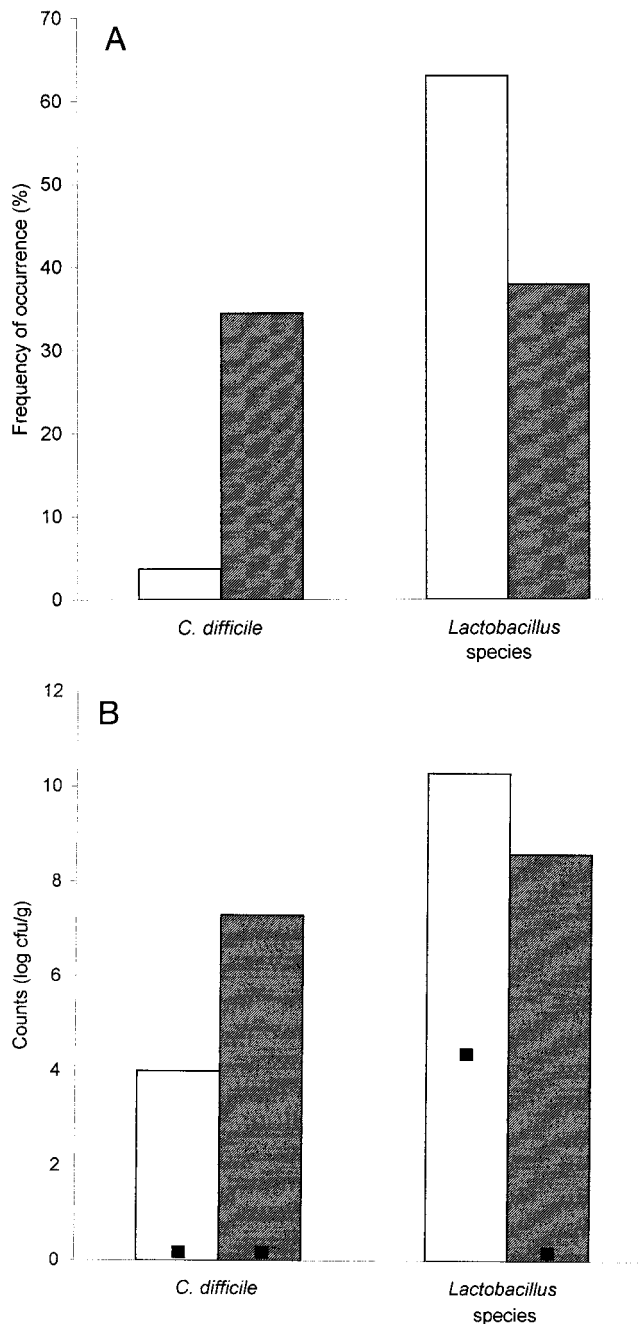 A
70
60
50
40
30
20
10
0
Frequency of occurrence (%)
C. difficile
Lactobacillus
species
B
12
10
8
6
4
2
0
Counts (log cfu/g)
C. difficile
Lactobacillus
species